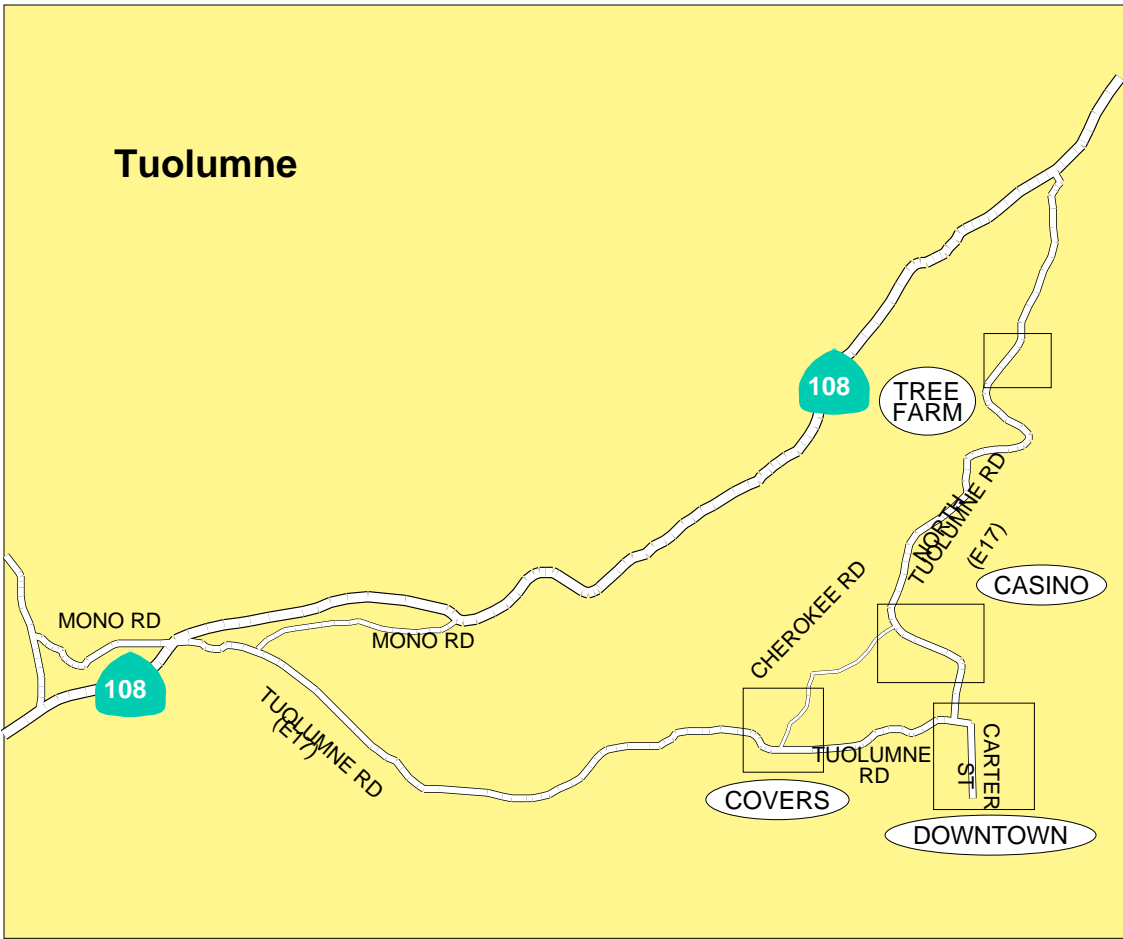 Tuolumne
108
TREE
FARM
NORTH
TUOLUMNE RD
(E17)
CASINO
CHEROKEE RD
MONO RD
MONO RD
108
TUOLUMNE RD
(E17)
TUOLUMNE
RD
CARTER
ST
COVERS
DOWNTOWN